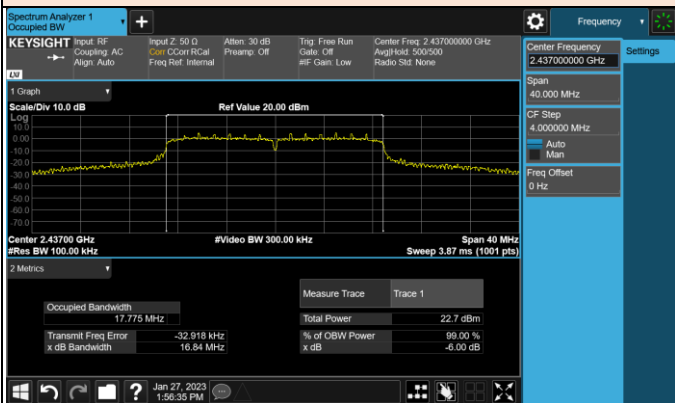 Spectrum Analyzer 1
Occupied BW
Frequency
KEYSIGHT
Input: RF
Coupling: AC
Align: Auto
Input Z: 50 Ω
Corr CCorr RCal
Freq Ref: Internal
Atten: 30 dB
Preamp: Off
Trig: Free Run
Gate: Off
#IF Gain: Low
Center Freq: 2.437000000 GHz
Avg|Hold: 500/500
Radio Std: None
LXI
1 Graph
Scale/Div 10.0 dB
Ref Value 20.00 dBm
Log
10.0
0.00
-10.0
-20.0
-30.0
-40.0
-50.0
-60.0
-70.0
Center 2.43700 GHz
#Video BW 300.00 kHz
Span 40 MHz
#Res BW 100.00 kHz
Sweep 3.87 ms (1001 pts)
2 Metrics
Occupied Bandwidth
17.775 MHz
Transmit Freq Error -32.918 kHz
x dB Bandwidth 16.84 MHz
Measure Trace Trace 1
Total Power 22.7 dBm
% of OBW Power 99.00 %
x dB -6.00 dB
Center Frequency
2.437000000 GHz
Settings
Span
40.000 MHz
CF Step
4.000000 MHz
Auto
Man
Freq Offset
0 Hz
Jan 27, 2023
1:56:35 PM